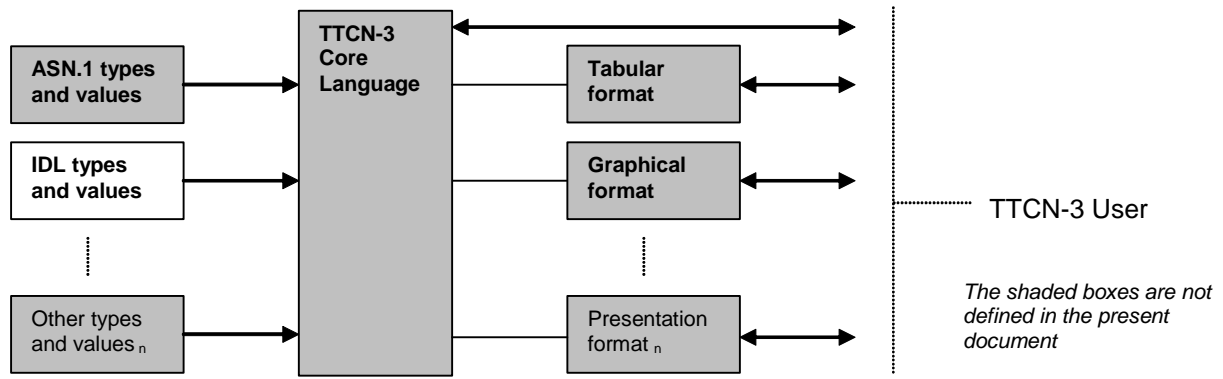 ASN.1 types
and values
IDL types
and values
Other types
and values n
TTCN-3
Core
Language
Tabular
format
Graphical
format
Presentation
format n
TTCN-3 User
The shaded boxes are not
defined in the present
document